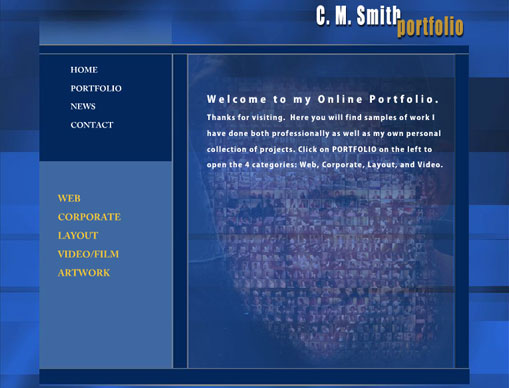 C. M. Smith
portfolio
HOME
PORTFOLIO
NEWS
CONTACT
WEB
CORPORATE
LAYOUT
VIDEO/FILM
ARTWORK
Welcome to my Online Portfolio.
Thanks for visiting. Here you will find samples of work I
have done both professionally as well as my own personal
collection of projects. Click on PORTFOLIO on the left to
open the 4 categories: Web, Corporate, Layout, and Video.